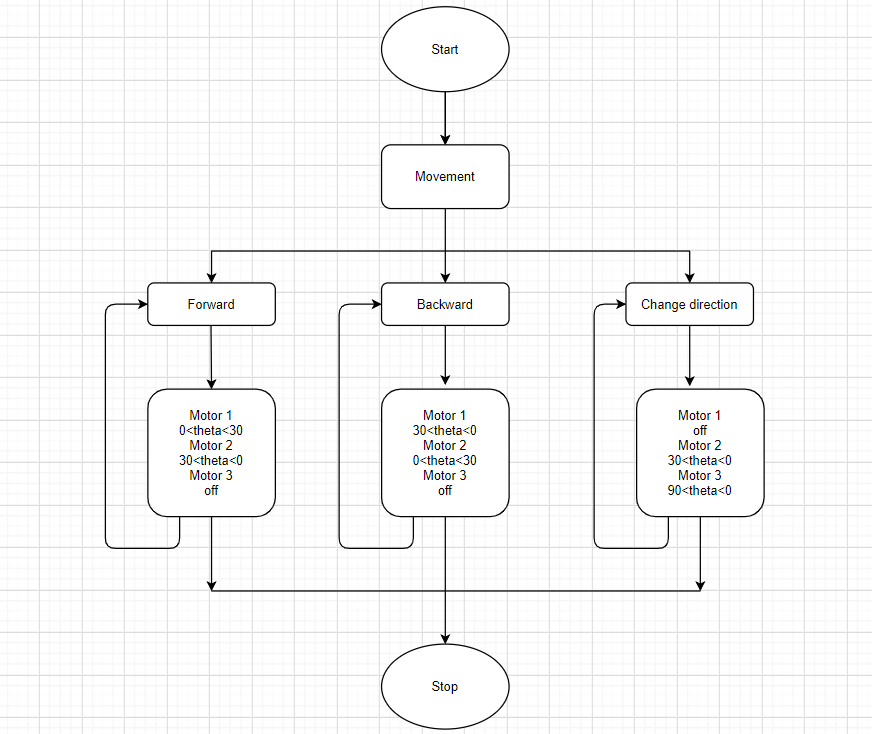 Start
Movement
Forward
Backward
Change direction
Motor 1
0<theta<30
Motor 2
30<theta<0
Motor 3
off
Motor 1
30<theta<0
Motor 2
0<theta<30
Motor 3
off
Motor 1
off
Motor 2
30<theta<0
Motor 3
90<theta<0
Stop